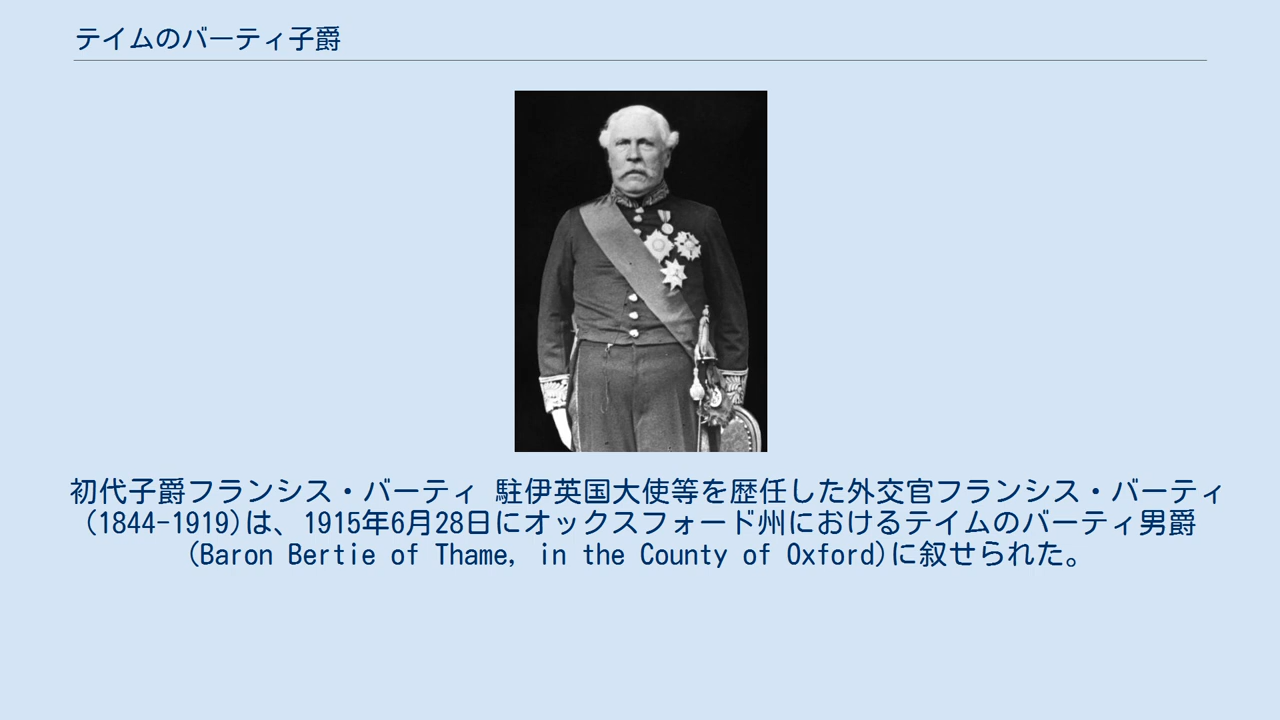 テイムのバーティ子爵
初代子爵フランシス・バーティ 駐伊英国大使等を歴任した外交官フランシス・バーティ
(1844-1919)は、1915年6月28日にオックスフォード州におけるテイムのバーティ男爵
(Baron Bertie of Thame, in the County of Oxford)に叙せられた。